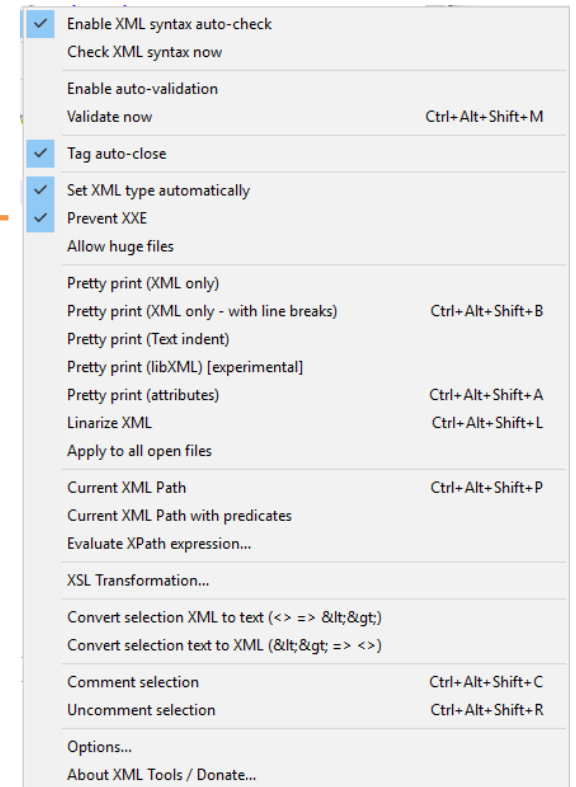 Enable XML syntax auto-check
Check XML syntax now
Enable auto-validation
Validate now Ctrl+Alt+Shift+M
Tag auto-close
Set XML type automatically
Prevent XXE
Allow huge files
Pretty print (XML only)
Pretty print (XML only - with line breaks) Ctrl+Alt+Shift+B
Pretty print (Text indent)
Pretty print (libXML) [experimental]
Pretty print (attributes) Ctrl+Alt+Shift+A
Linarize XML Ctrl+Alt+Shift+L
Apply to all open files
Current XML Path Ctrl+Alt+Shift+P
Current XML Path with predicates
Evaluate XPath expression...
XSL Transformation...
Convert selection XML to text (<> => &lt;&gt;)
Convert selection text to XML (&lt;&gt; => <>)
Comment selection Ctrl+Alt+Shift+C
Uncomment selection Ctrl+Alt+Shift+R
Options...
About XML Tools / Donate...